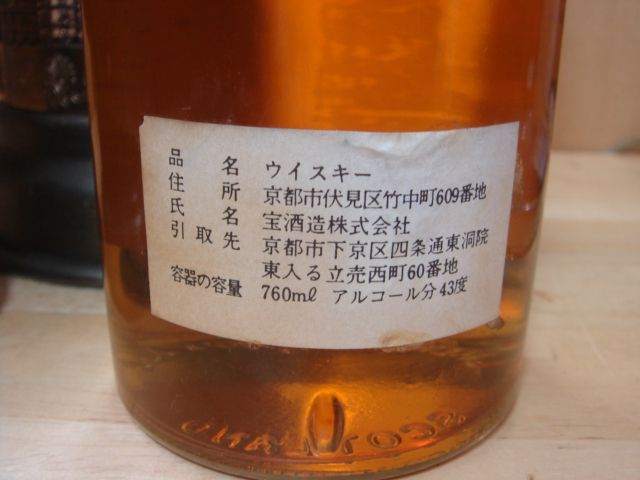 品名 ウイスキー
住所 京都市伏見区竹中町609番地
氏名 宝酒造株式会社
引取先 京都市下京区四条通東洞院
東入る立売西町60番地
容器の容量 760ml アルコール分43度